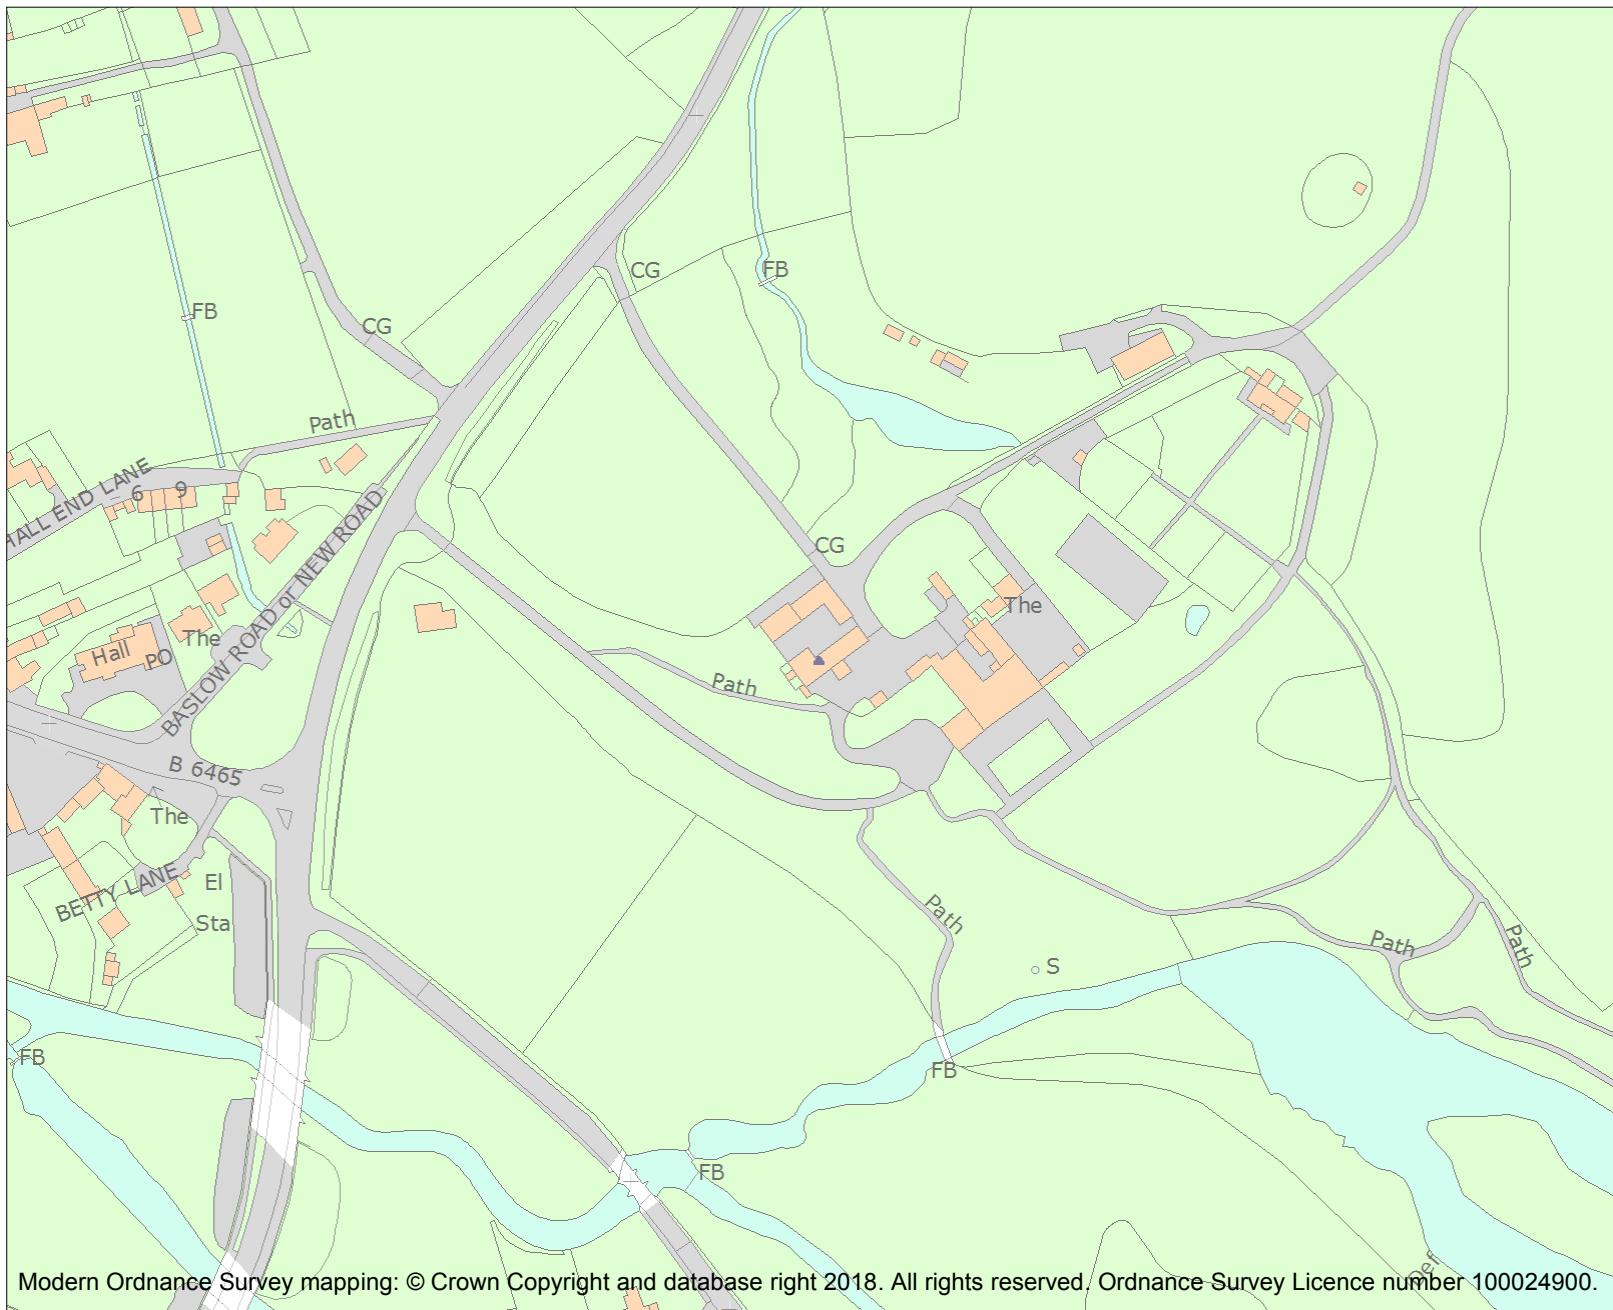 CG
FB
FB
CG
Path
HALL END LANE
6
9
CG
The
BASLOW ROAD or NEW ROAD
The
Hall
PO
Path
B 6465
The
BETTY LANE
El
Sta
Path
Path
Path
S
FB
FB
FB
Def
Modern Ordnance Survey mapping: © Crown Copyright and database right 2018. All rights reserved. Ordnance Survey Licence number 100024900.